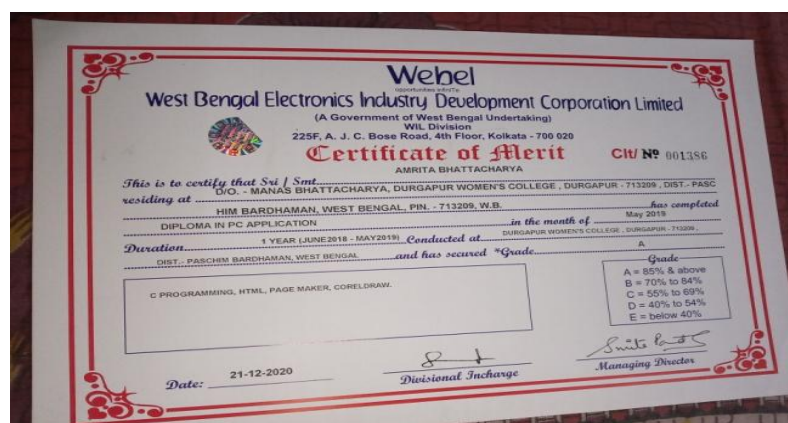 Webel
opportunities infinITe
West Bengal Electronics Industry Development Corporation Limited
(A Government of West Bengal Undertaking)
WIL Division
225F, A. J. C. Bose Road, 4th Floor, Kolkata - 700 020
Certificate of Merit
Clt/ Nº 001386
AMRITA BHATTACHARYA
This is to certify that Sri / Smt.
D/O. - MANAS BHATTACHARYA, DURGAPUR WOMEN'S COLLEGE , DURGAPUR - 713209 , DIST.- PASC
residing at
HIM BARDHAMAN, WEST BENGAL, PIN. - 713209, W.B. has completed
DIPLOMA IN PC APPLICATION in the month of May 2019
Duration 1 YEAR (JUNE2018 - MAY2019) Conducted at DURGAPUR WOMEN'S COLLEGE , DURGAPUR - 713209 ,
DIST.- PASCHIM BARDHAMAN, WEST BENGAL and has secured *Grade A
C PROGRAMMING, HTML, PAGE MAKER, CORELDRAW.
Grade
A = 85% & above
B = 70% to 84%
C = 55% to 69%
D = 40% to 54%
E = below 40%
Date: 21-12-2020
Divisional Incharge
Managing Director